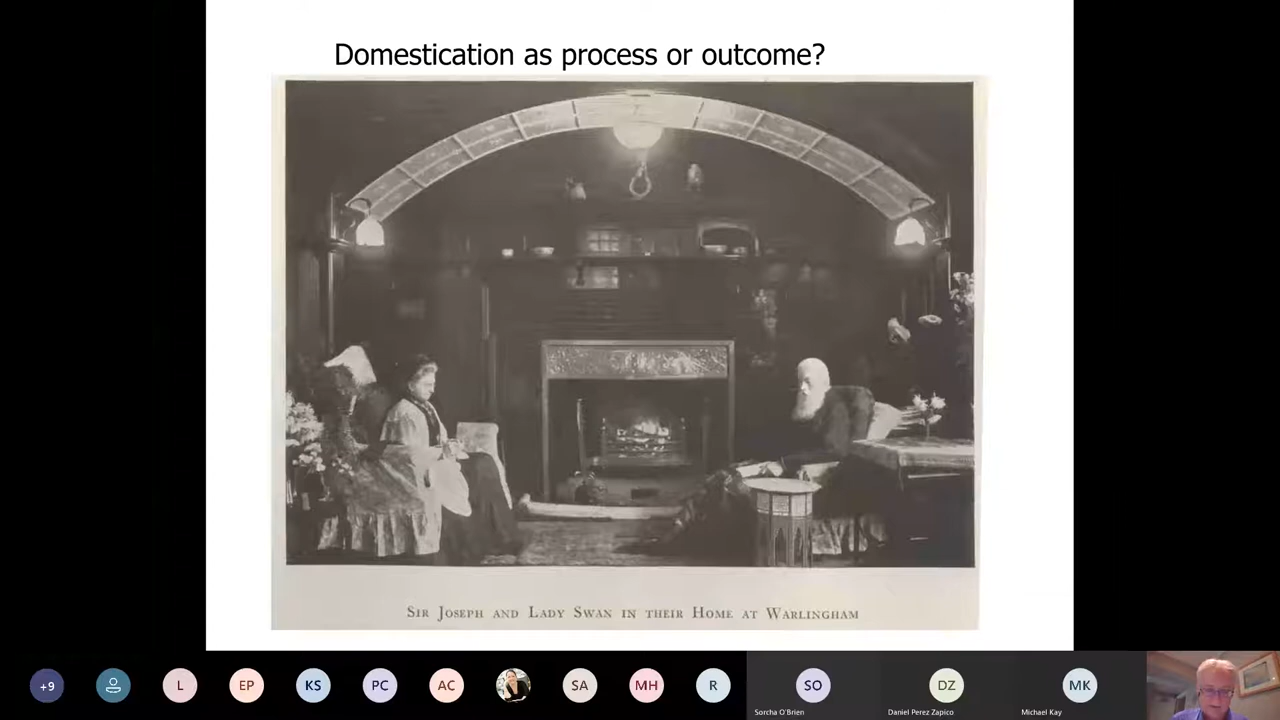 Domestication as process or outcome?
Sir Joseph and Lady Swan in their Home at Warlingham
+9
L
EP
KS
PC
AC
SA
MH
R
SO
DZ
MK
Sorcha O'Brien
Daniel Perez Zapico
Michael Kay